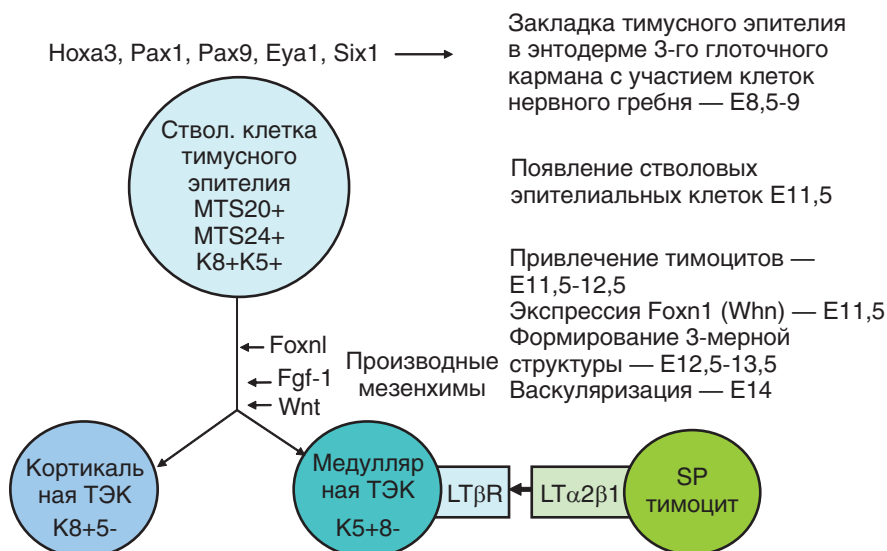 Hoxa3, Pax1, Pax9, Eya1, Six1
Закладка тимусного эпителия
в энтодерме 3-го глоточного
кармана с участием клеток
нервного гребня — E8,5-9
Ствол. клетка
тимусного
эпителия
MTS20+
MTS24+
K8+K5+
Появление стволовых
эпителиальных клеток E11,5
Привлечение тимоцитов —
E11,5-12,5
Экспрессия Foxn1 (Whn) — E11,5
Формирование 3-мерной
структуры — E12,5-13,5
Васкуляризация — E14
Foxnl
Fgf-1
Wnt
Производные
мезенхимы
Кортикаль
ная ТЭК
K8+5-
Медулляр
ная ТЭК
K5+8-
LTβR
LTα2β1
SP
тимоцит